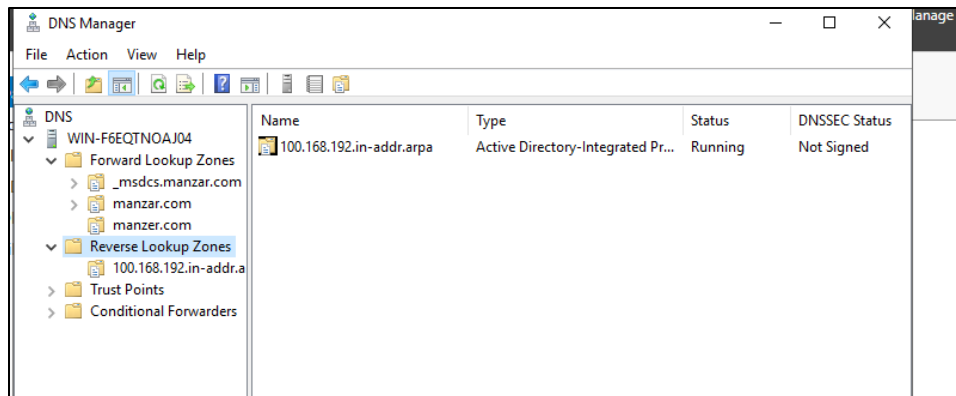 DNS Manager
lanage
File Action View Help
DNS
WIN-F6EQTNOAJ04
Forward Lookup Zones
_msdcs.manzar.com
manzar.com
manzer.com
Reverse Lookup Zones
100.168.192.in-addr.a
Trust Points
Conditional Forwarders
Name Type Status DNSSEC Status
100.168.192.in-addr.arpa Active Directory-Integrated Pr... Running Not Signed